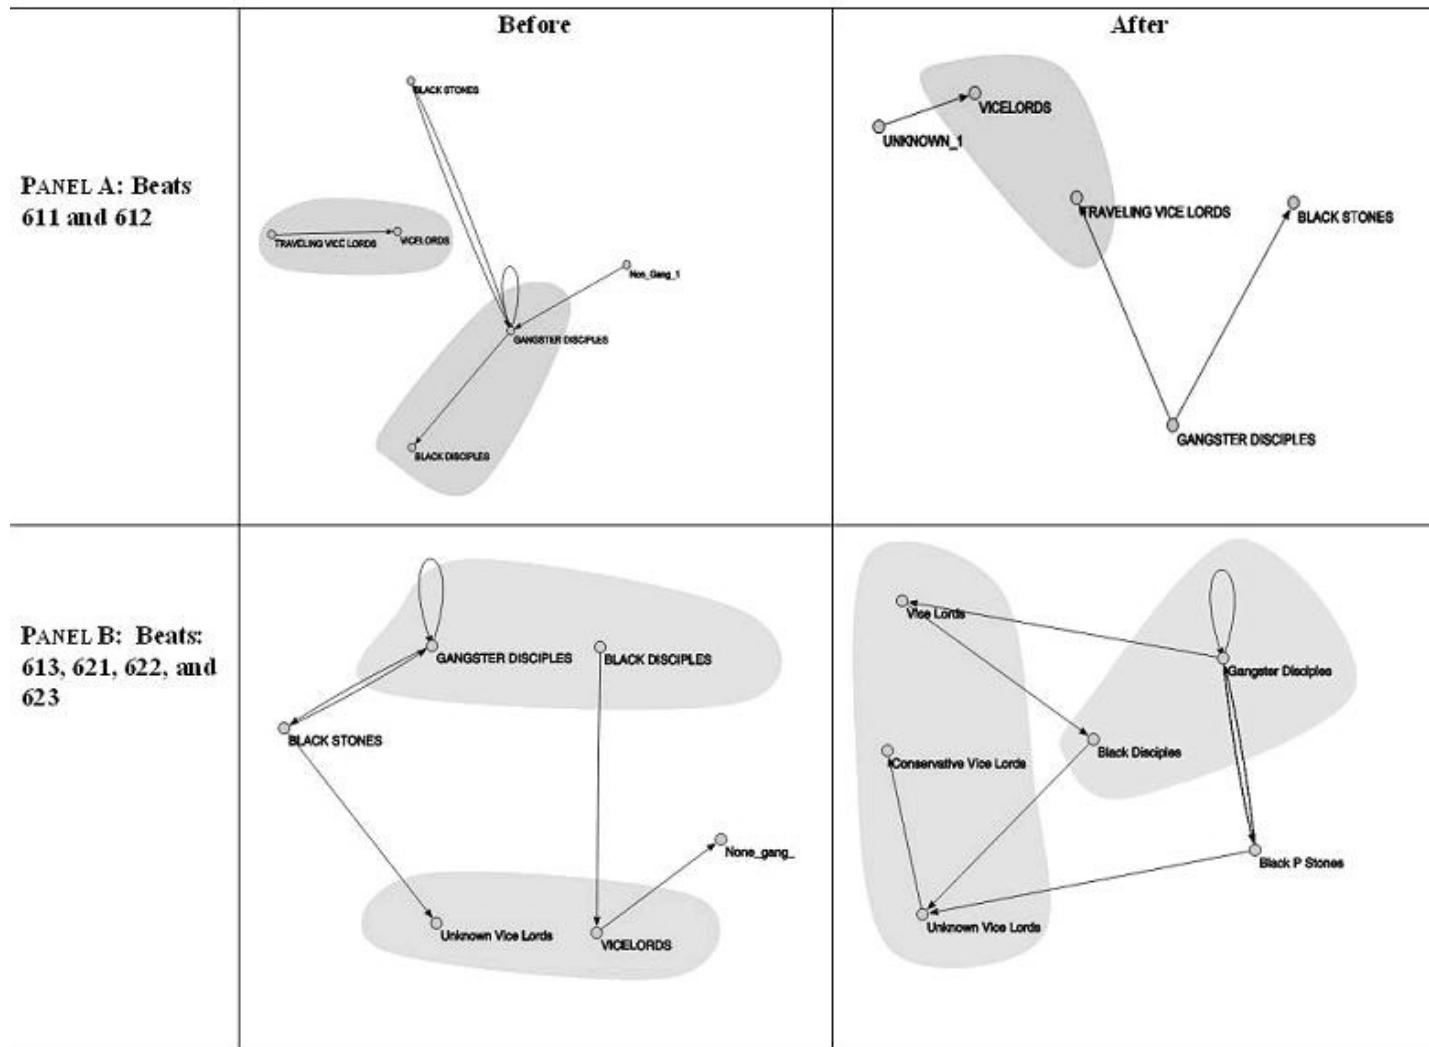 Before
After
PANEL A: Beats
611 and 612
BLACK STONES
TRAVELING VICE LORDS
VICELORDS
Non_Gang_1
GANGSTER DISCIPLES
BLACK DISCIPLES
VICELORDS
UNKNOWN_1
TRAVELING VICE LORDS
BLACK STONES
GANGSTER DISCIPLES
PANEL B: Beats:
613, 621, 622, and
623
GANGSTER DISCIPLES
BLACK DISCIPLES
BLACK STONES
None_gang_
Unknown Vice Lords
VICELORDS
Vice Lords
Gangster Disciples
Black Disciples
Conservative Vice Lords
Black P Stones
Unknown Vice Lords